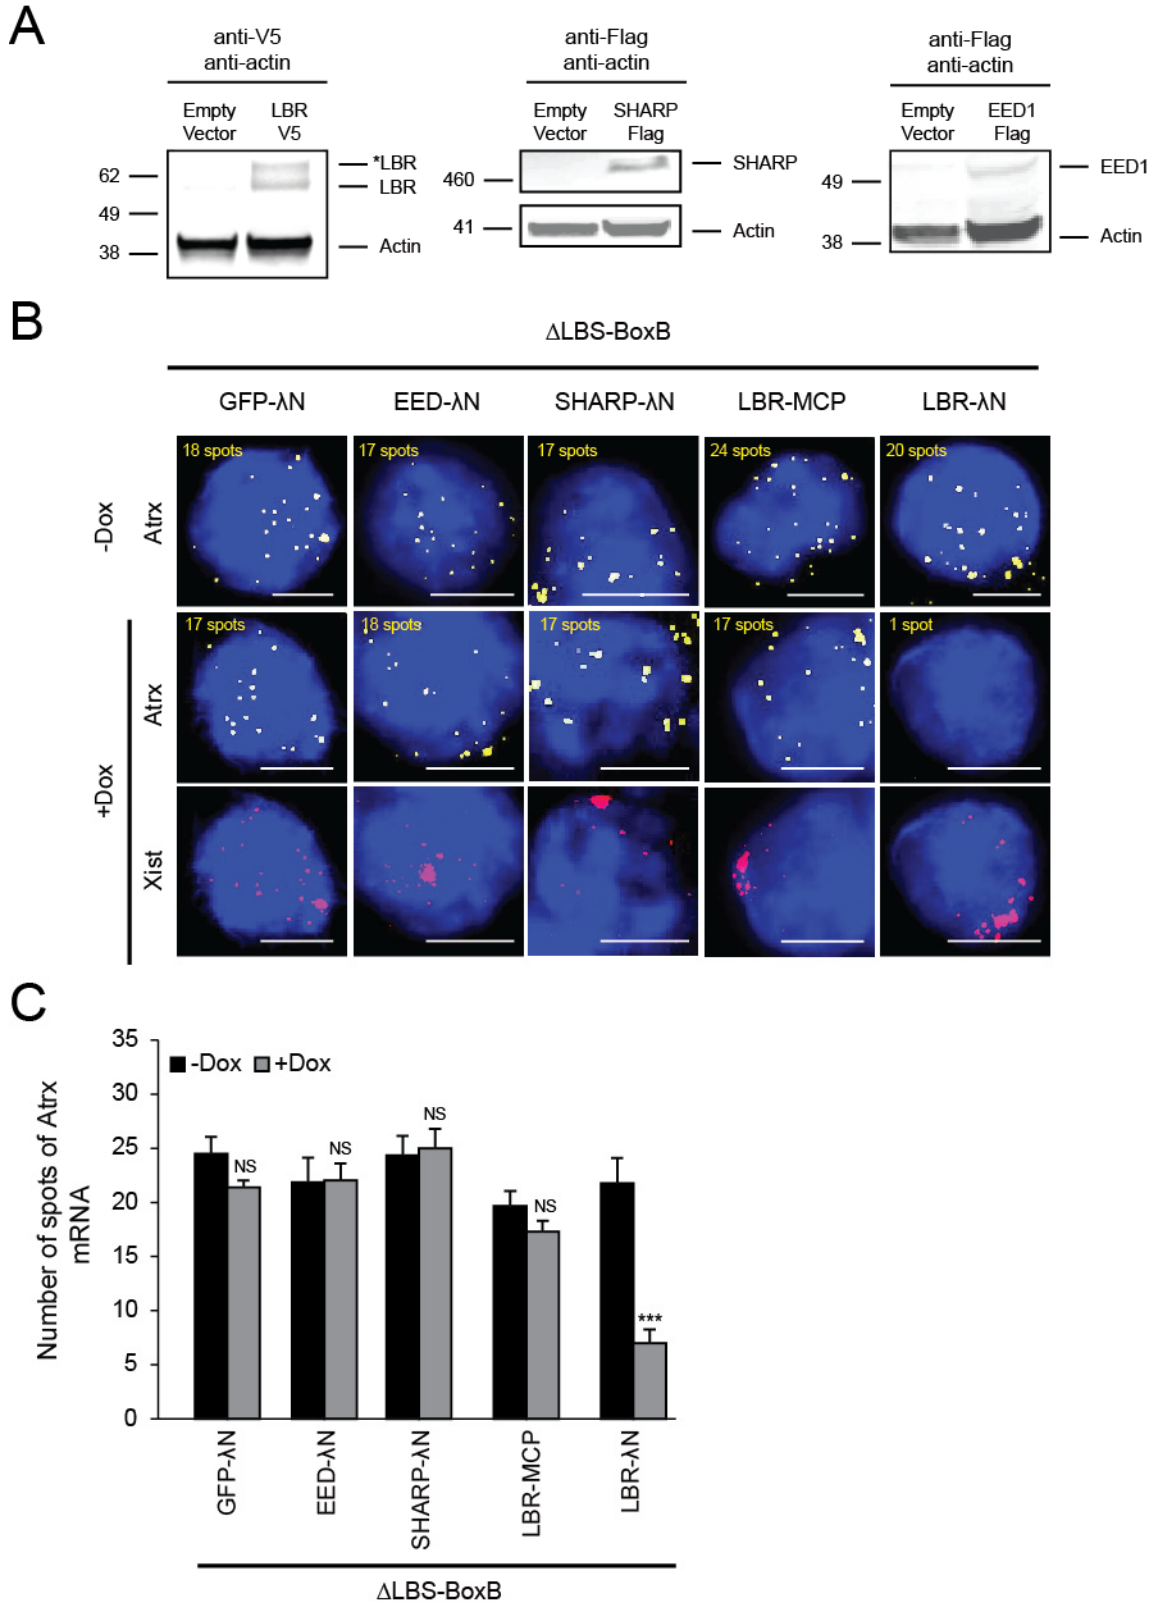 A
anti-V5
anti-actin
Empty
Vector
LBR
V5
62
49
38
*LBR
LBR
Actin
anti-Flag
anti-actin
Empty
Vector
SHARP
Flag
460
41
SHARP
Actin
anti-Flag
anti-actin
Empty
Vector
EED1
Flag
49
38
EED1
Actin
B
ΔLBS-BoxB
GFP-λN
EED-λN
SHARP-λN
LBR-MCP
LBR-λN
-Dox
Atrx
18 spots
17 spots
17 spots
24 spots
20 spots
+Dox
Atrx
17 spots
18 spots
17 spots
17 spots
1 spot
Xist
C
Number of spots of Atrx
mRNA
35
30
25
20
15
10
5
0
-Dox
+Dox
NS
NS
NS
NS
***
GFP-λN
EED-λN
SHARP-λN
LBR-MCP
LBR-λN
ΔLBS-BoxB